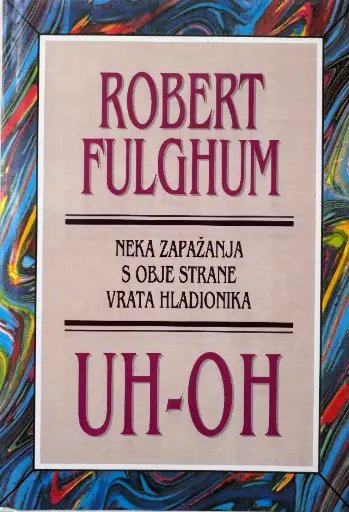 ROBERT
FULGHUM
NEKA ZAPAŽANJA
S OBJE STRANE
VRATA HLADIONIKA
UH-OH